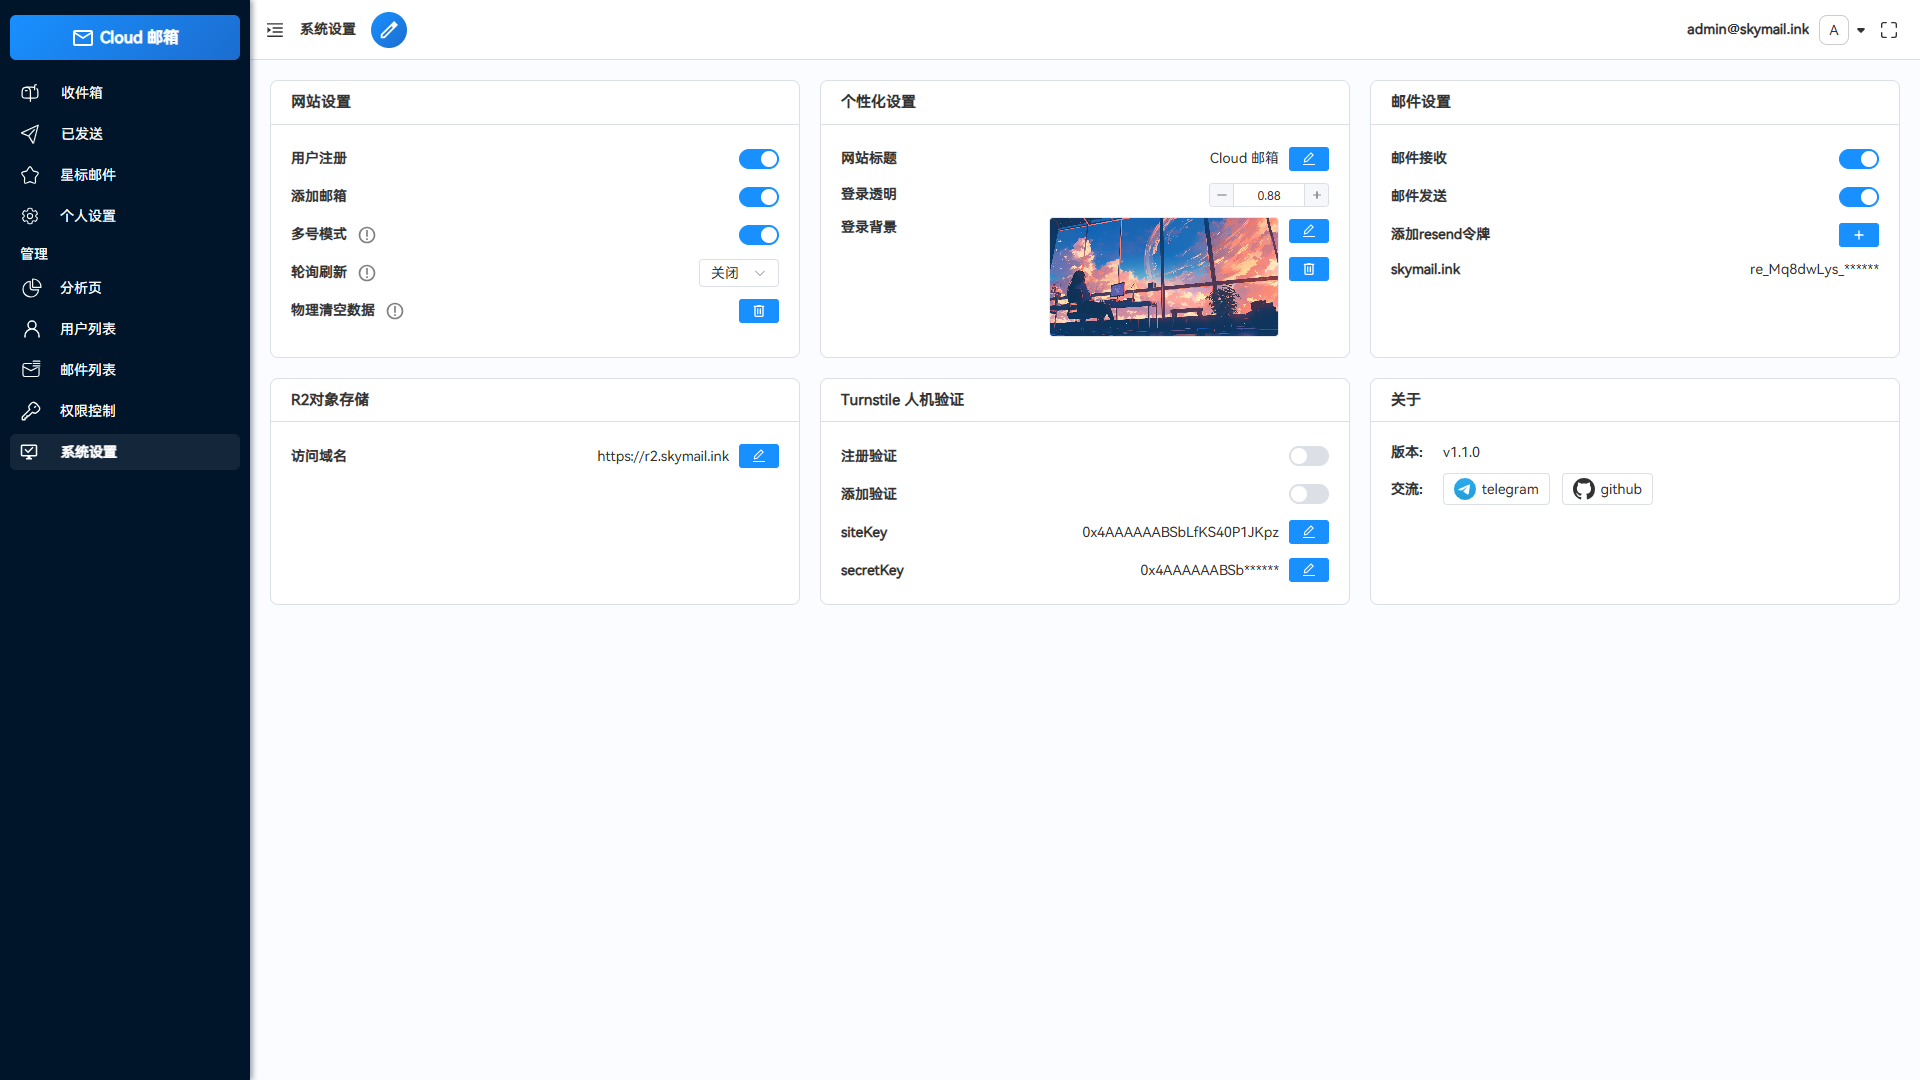 Cloud 邮箱
收件箱
已发送
星标邮件
个人设置
管理
分析页
用户列表
邮件列表
权限控制
系统设置
系统设置
admin@skymail.ink
A
网站设置
用户注册
添加邮箱
多号模式
轮询刷新
关闭
物理清空数据
个性化设置
网站标题
Cloud 邮箱
登录透明
0.88
登录背景
邮件设置
邮件接收
邮件发送
添加resend令牌
skymail.ink
re_Mq8dwLys_******
R2对象存储
访问域名
https://r2.skymail.ink
Turnstile 人机验证
注册验证
添加验证
siteKey
0x4AAAAAABSbLfKS40P1JKpz
secretKey
0x4AAAAAABSb******
关于
版本:
v1.1.0
交流:
telegram
github